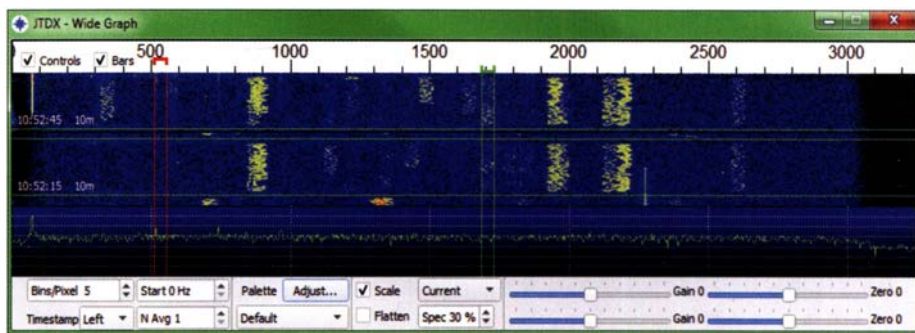 JTDX - Wide Graph
Controls Bars 500 1000 1500 2000 2500 3000
10:52:45 10m
10:52:15 10m
Bins/Pixel 5 Start 0 Hz Palette Adjust... Scale Current Gain 0 Zero 0
Timestamp Left N Avg 1 Default Flatten Spec 30 % Gain 0 Zero 0